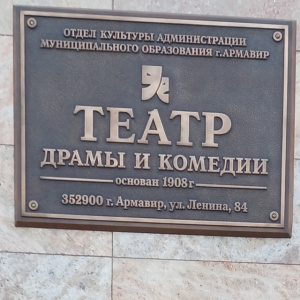 ОТДЕЛ КУЛЬТУРЫ АДМИНИСТРАЦИИ
МУНИЦИПАЛЬНОГО ОБРАЗОВАНИЯ г.АРМАВИР
ТЕАТР
ДРАМЫ И КОМЕДИИ
основан 1908 г
352900 г. Армавир, ул. Ленина, 84